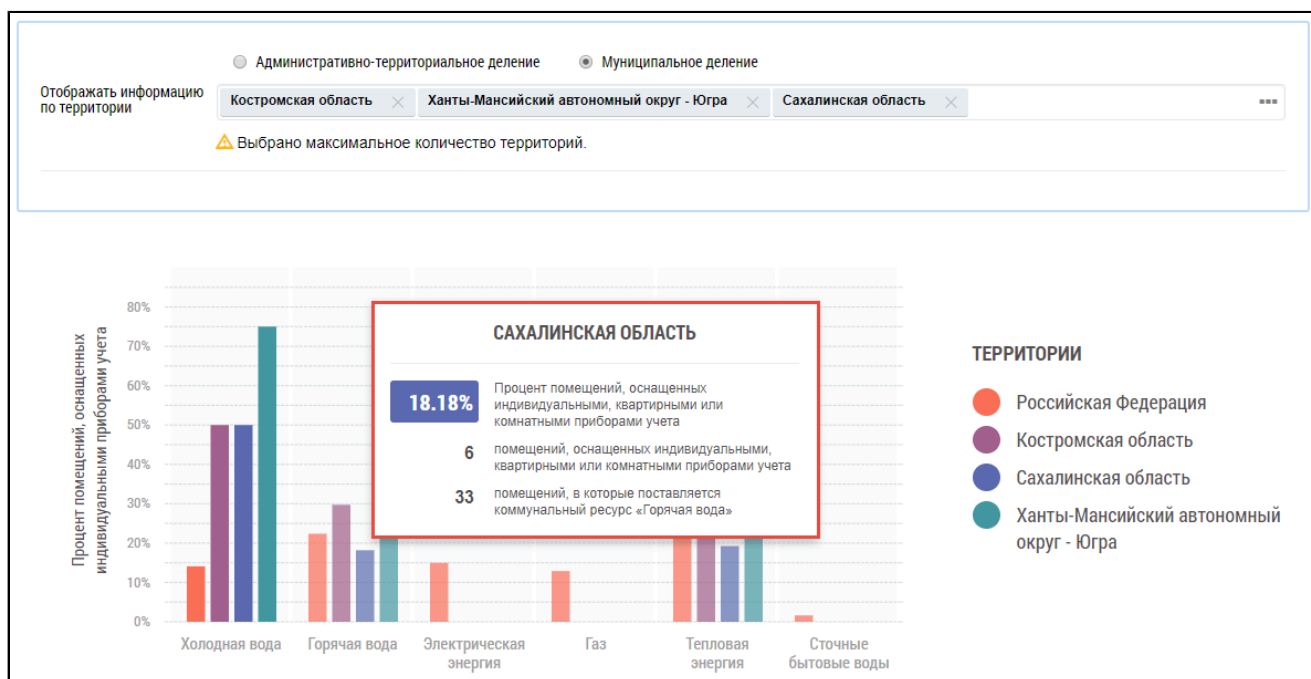 Административно-территориальное деление
Муниципальное деление
Отображать информацию
по территории
Костромская область
Ханты-Мансийский автономный округ - Югра
Сахалинская область
Выбрано максимальное количество территорий.
Процент помещений, оснащенных
индивидуальными приборами учета
80%
70%
60%
50%
40%
30%
20%
10%
0%
САХАЛИНСКАЯ ОБЛАСТЬ
18.18%
Процент помещений, оснащенных
индивидуальными, квартирными или
комнатными приборами учета
6
помещений, оснащенных индивидуальными,
квартирными или комнатными приборами учета
33
помещений, в которые поставляется
коммунальный ресурс «Горячая вода»
Холодная вода
Горячая вода
Электрическая
энергия
Газ
Тепловая
энергия
Сточные
бытовые воды
ТЕРРИТОРИИ
Российская Федерация
Костромская область
Сахалинская область
Ханты-Мансийский автономный
округ - Югра